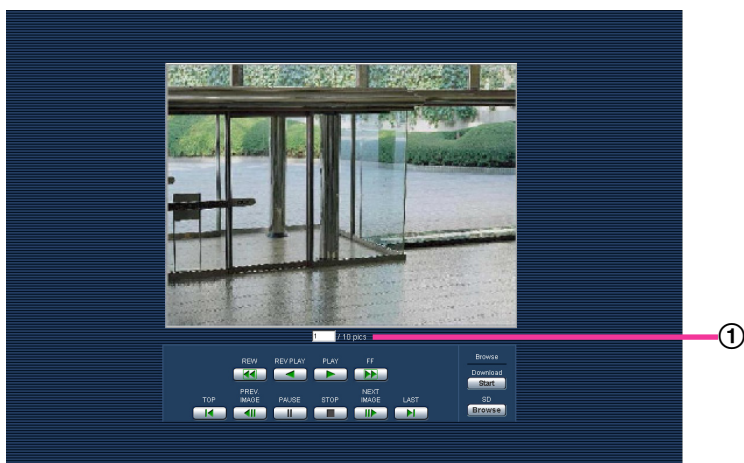 1 / 10 pics
①
REW REV PLAY PLAY FF
Browse
Download
Start
TOP PREV. IMAGE PAUSE STOP NEXT IMAGE LAST
SD
Browse